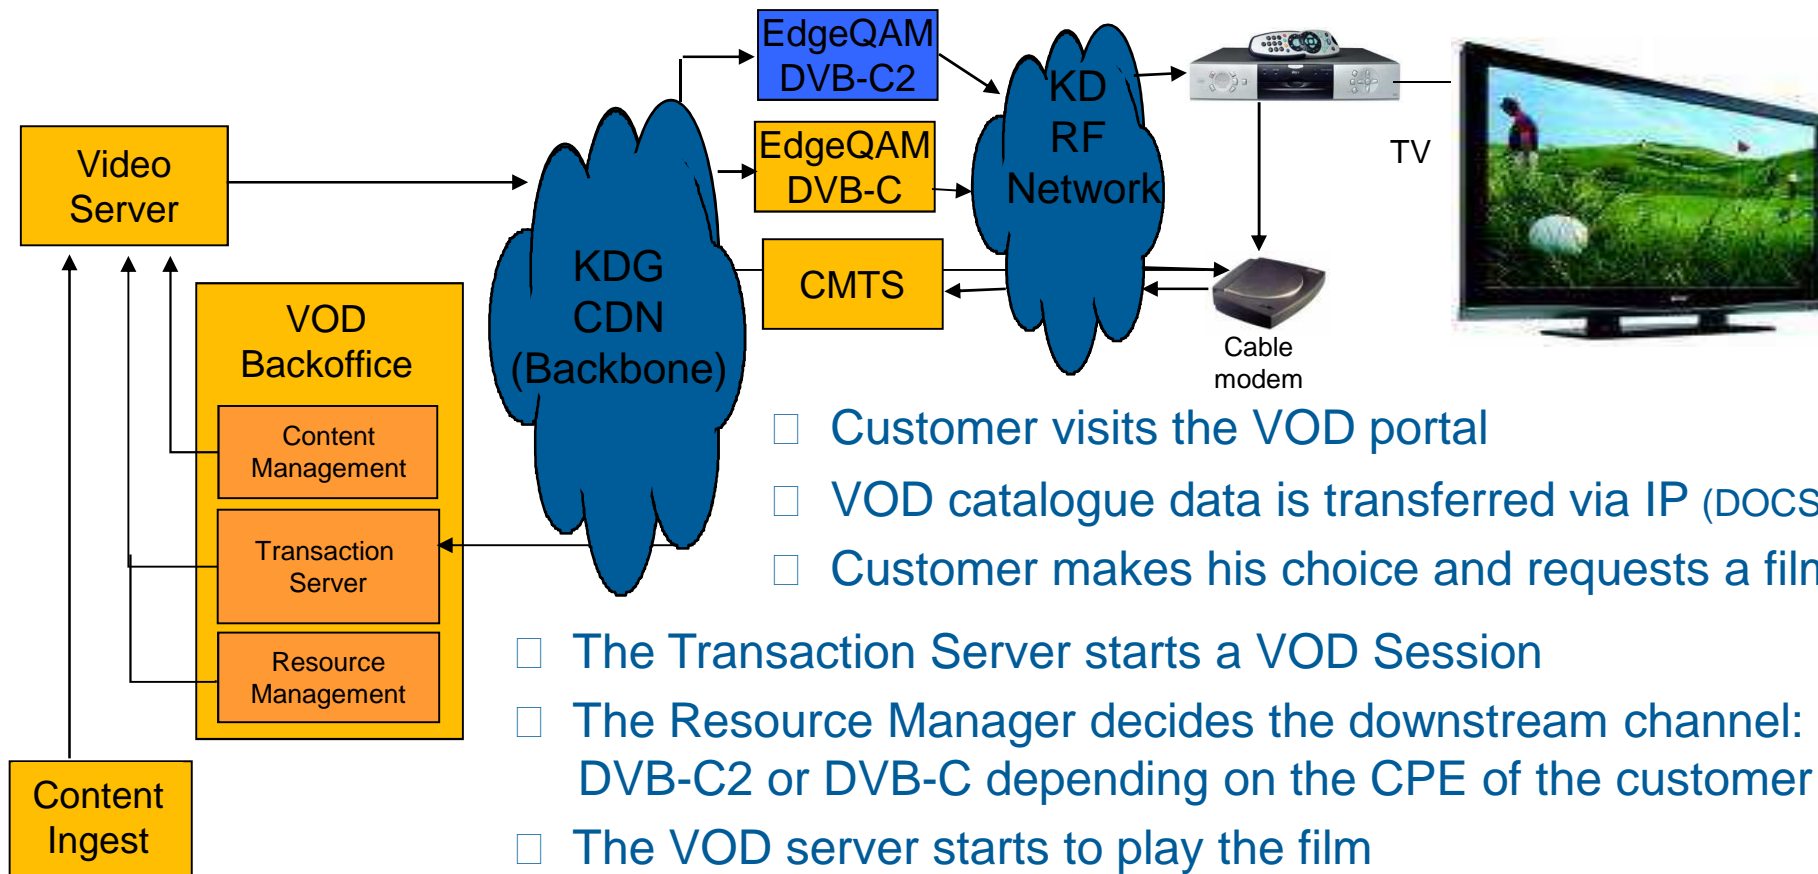 EdgeQAM
DVB-C2
KD
RF
Network
TV
EdgeQAM
DVB-C
Video
Server
KDG
CDN
(Backbone)
CMTS
Cable
modem
VOD
Backoffice
Content
Management
Transaction
Server
Resource
Management
Content
Ingest
Customer visits the VOD portal
VOD catalogue data is transferred via IP (DOCS
Customer makes his choice and requests a film
The Transaction Server starts a VOD Session
The Resource Manager decides the downstream channel:
DVB-C2 or DVB-C depending on the CPE of the customer
The VOD server starts to play the film